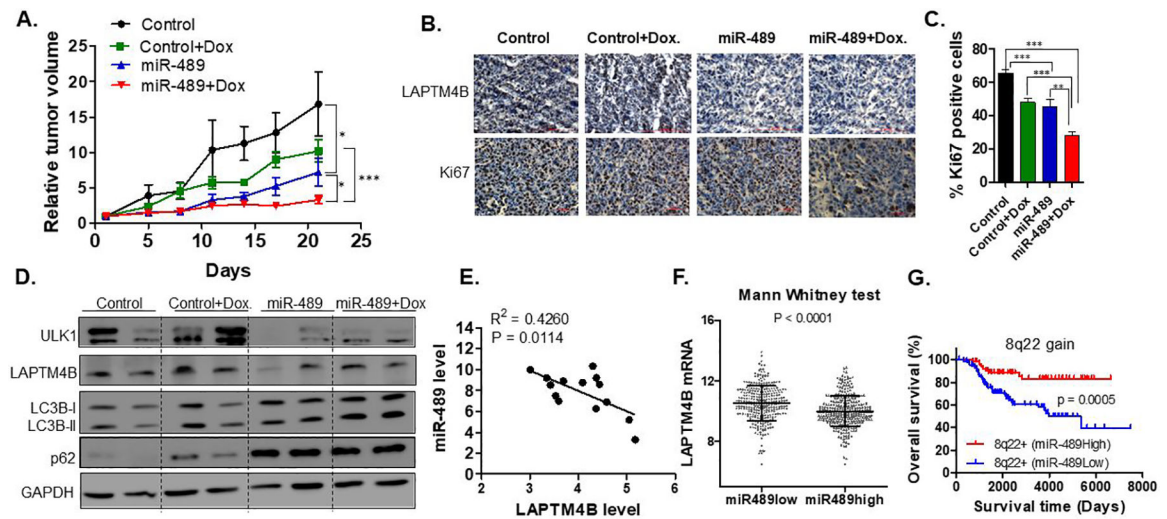 A.
Control
Control+Dox
miR-489
miR-489+Dox
Relative tumor volume
25
20
15
10
5
0
0 5 10 15 20 25
Days
*
*
***
B.
Control Control+Dox. miR-489 miR-489+Dox.
LAPTM4B
Ki67
C.
% Ki67 positive cells
80
60
40
20
0
***
***
***
**
Control
Control+Dox
miR-489
miR-489+Dox
D.
Control Control+Dox. miR-489 miR-489+Dox
ULK1
LAPTM4B
LC3B-I
LC3B-II
p62
GAPDH
E.
miR-489 level
14
12
10
8
6
4
2
0
R² = 0.4260
P = 0.0114
2 3 4 5 6
LAPTM4B level
F.
Mann Whitney test
P < 0.0001
LAPTM4B mRNA
16
14
12
10
8
miR489low miR489high
G.
8q22 gain
Overall survival (%)
100
80
60
40
20
0
p = 0.0005
8q22+ (miR-489High)
8q22+ (miR-489Low)
0 2000 4000 6000 8000
Survival time (Days)